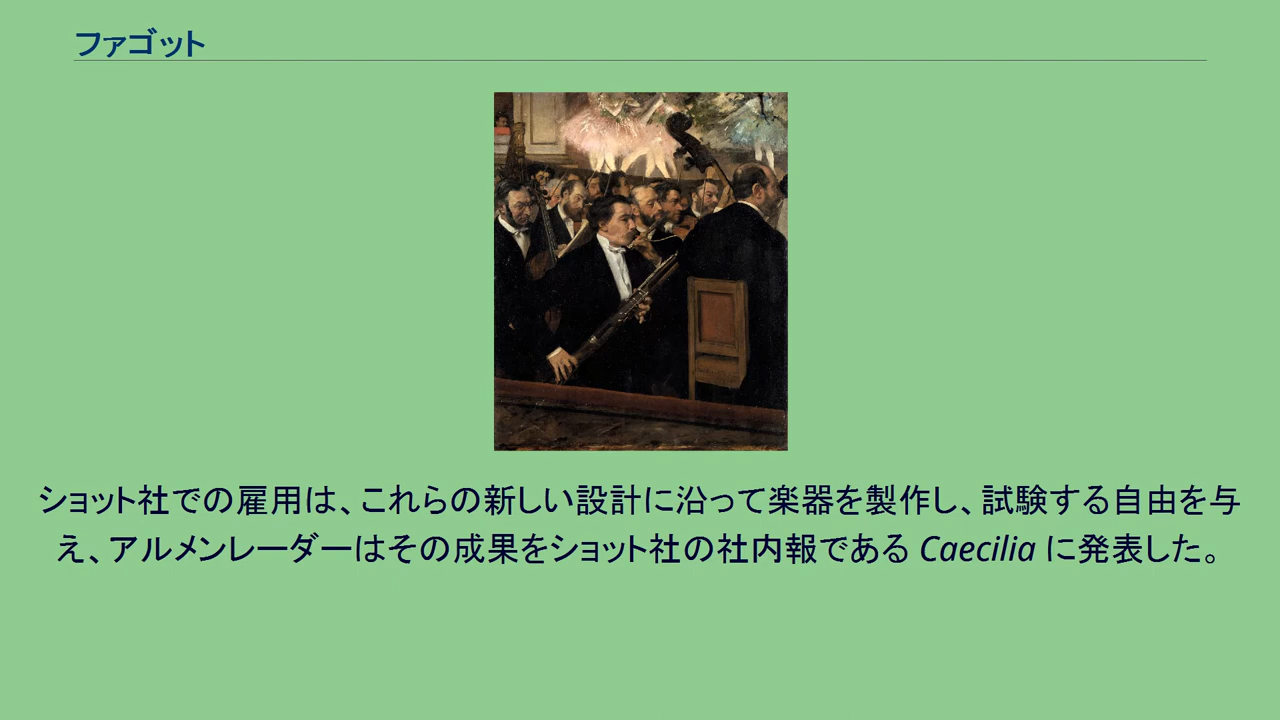 ファゴット
ショット社での雇用は、これらの新しい設計に沿って楽器を製作し、試験する自由を与
え、アルメンレーダーはその成果をショット社の社内報である Caecilia に発表した。